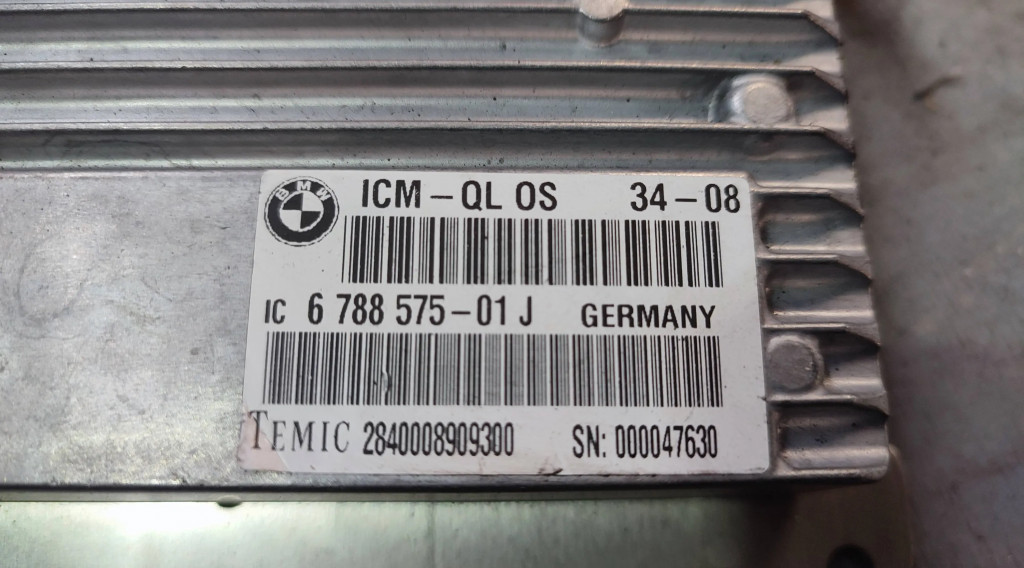 BMW
ICM - QL OS 34 - 08
IC 6 788 575 - 01 J GERMANY
TEMIC 2840008909300 SN: 000047630